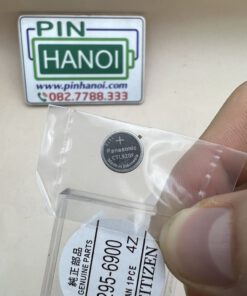 PIN
HANOI
www.pinhanoi.com
082.7788.333
+
Panasonic
CTL920F
純正部品
GENUINE PARTS
295-6900
AN 1PCE 4Z
CITIZEN